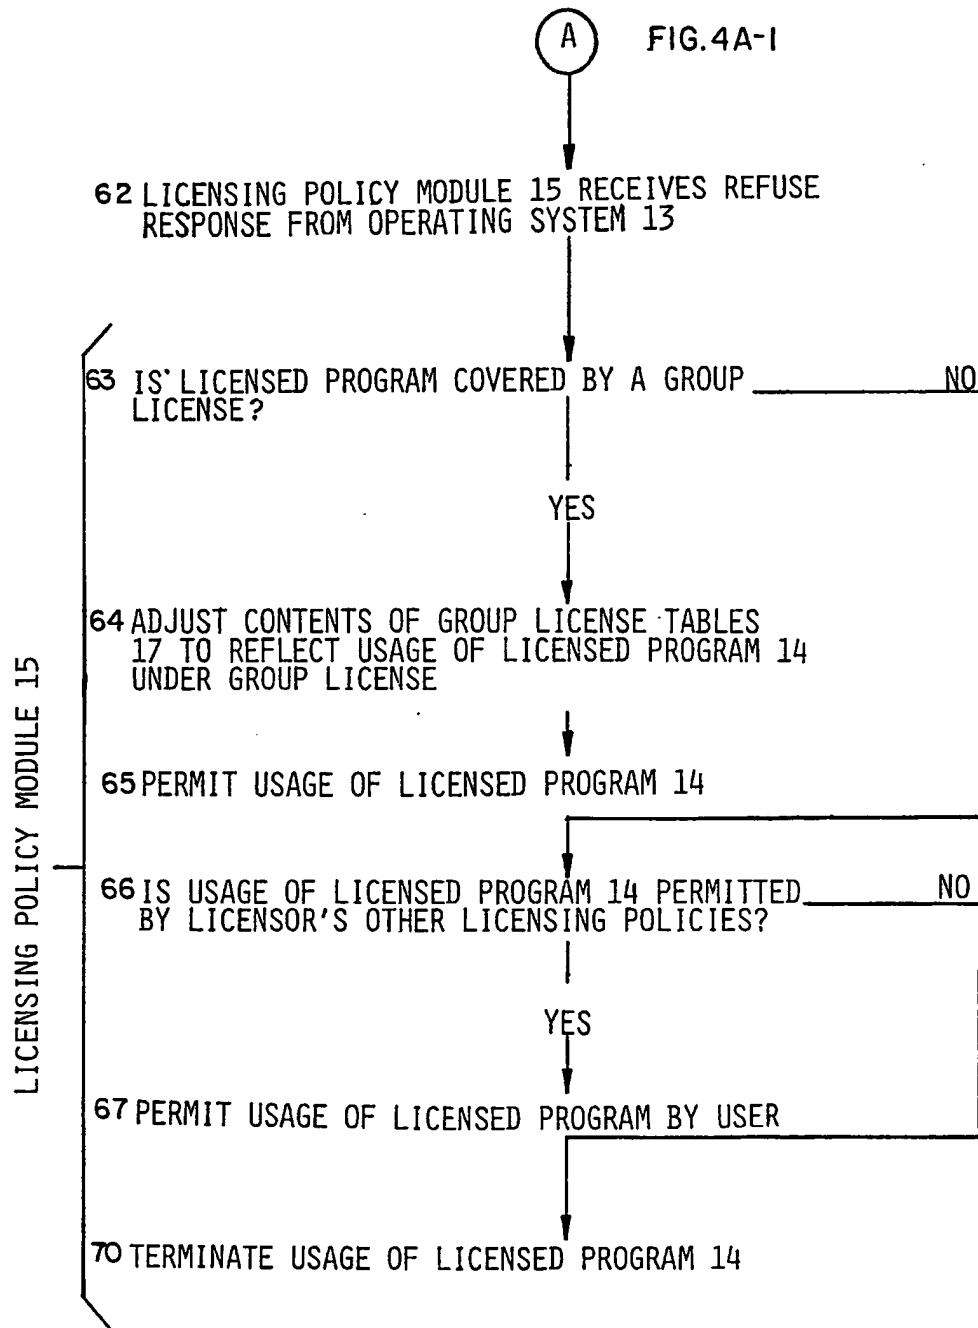 A
FIG.4A-1
62 LICENSING POLICY MODULE 15 RECEIVES REFUSE
RESPONSE FROM OPERATING SYSTEM 13
63 IS LICENSED PROGRAM COVERED BY A GROUP NO
LICENSE?
YES
64 ADJUST CONTENTS OF GROUP LICENSE TABLES
17 TO REFLECT USAGE OF LICENSED PROGRAM 14
UNDER GROUP LICENSE
65 PERMIT USAGE OF LICENSED PROGRAM 14
66 IS USAGE OF LICENSED PROGRAM 14 PERMITTED NO
BY LICENSOR'S OTHER LICENSING POLICIES?
YES
67 PERMIT USAGE OF LICENSED PROGRAM BY USER
70 TERMINATE USAGE OF LICENSED PROGRAM 14
LICENSING POLICY MODULE 15